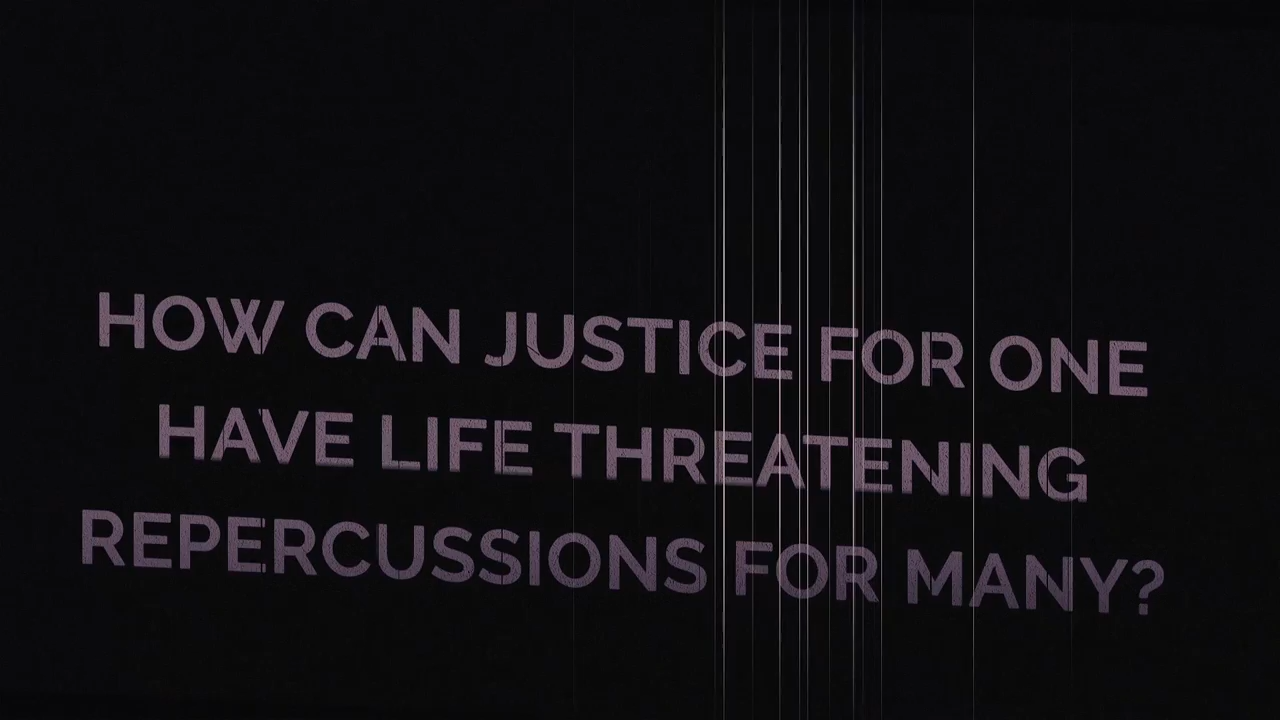 HOW CAN JUSTICE FOR ONE
HAVE LIFE THREATENING
REPERCUSSIONS FOR MANY?